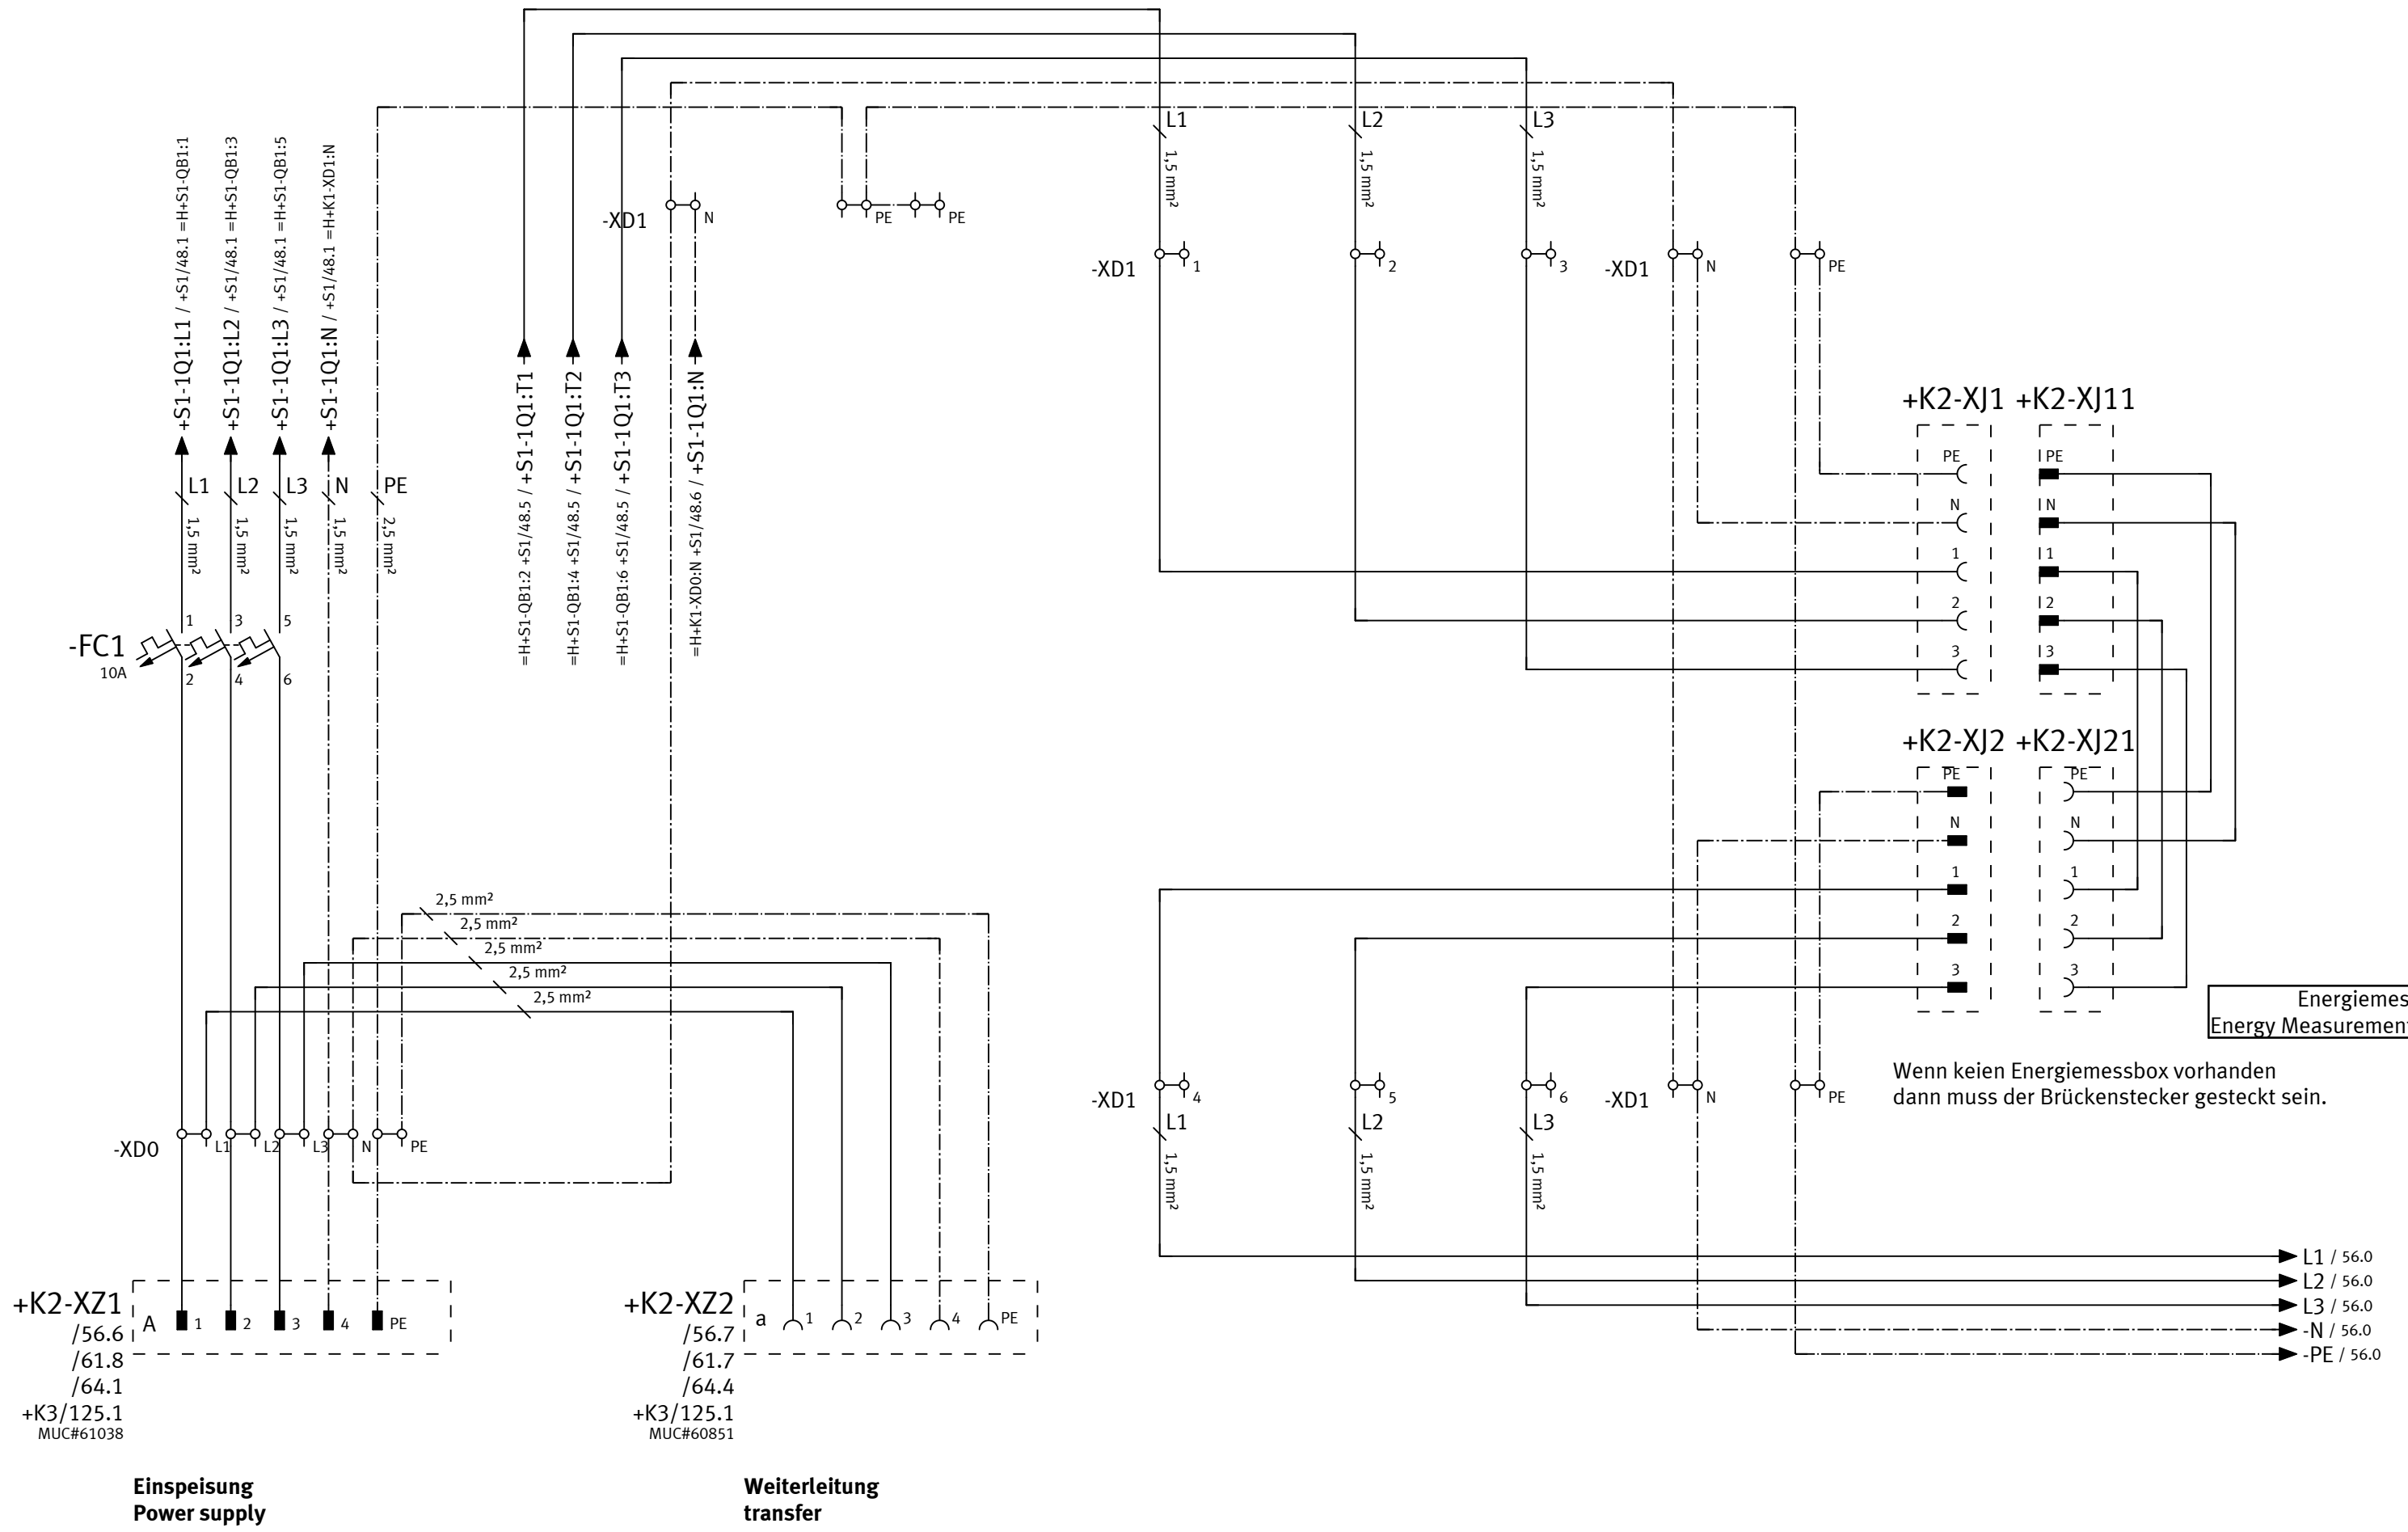 +S1-1Q1:L1 / +S1/48.1 =H+S1-QB1:1
+S1-1Q1:L2 / +S1/48.1 =H+S1-QB1:3
+S1-1Q1:L3 / +S1/48.1 =H+S1-QB1:5
+S1-1Q1:N / +S1/48.1 =H+K1-XD1:N
L1
L2
L3
N
PE
1,5 mm²
1,5 mm²
1,5 mm²
1,5 mm²
2,5 mm²
-FC1
10A
1
3
5
2
4
6
=H+S1-QB1:2 +S1/48.5 / +S1-1Q1:T1
=H+S1-QB1:4 +S1/48.5 / +S1-1Q1:T2
=H+S1-QB1:6 +S1/48.5 / +S1-1Q1:T3
=H+K1-XD0:N +S1/48.6 / +S1-1Q1:N
-XD1
N
PE
PE
L1
L2
L3
1,5 mm²
1,5 mm²
1,5 mm²
-XD1
1
2
3
-XD1
N
PE
+K2-XJ1
+K2-XJ11
PE
N
1
2
3
PE
N
1
2
3
+K2-XJ2
+K2-XJ21
PE
N
1
2
3
PE
N
1
2
3
2,5 mm²
2,5 mm²
2,5 mm²
2,5 mm²
2,5 mm²
-XD0
L1
L2
L3
N
PE
Energiemes
Energy Measurement
Wenn keien Energiemessbox vorhanden
dann muss der Brückenstecker gesteckt sein.
-XD1
4
5
6
-XD1
N
PE
L1
L2
L3
1,5 mm²
1,5 mm²
1,5 mm²
L1 / 56.0
L2 / 56.0
L3 / 56.0
-N / 56.0
-PE / 56.0
+K2-XZ1
/56.6
/61.8
/64.1
+K3/125.1
MUC#61038
A
1
2
3
4
PE
+K2-XZ2
/56.7
/61.7
/64.4
+K3/125.1
MUC#60851
a
1
2
3
4
PE
Einspeisung
Power supply
Weiterleitung
transfer